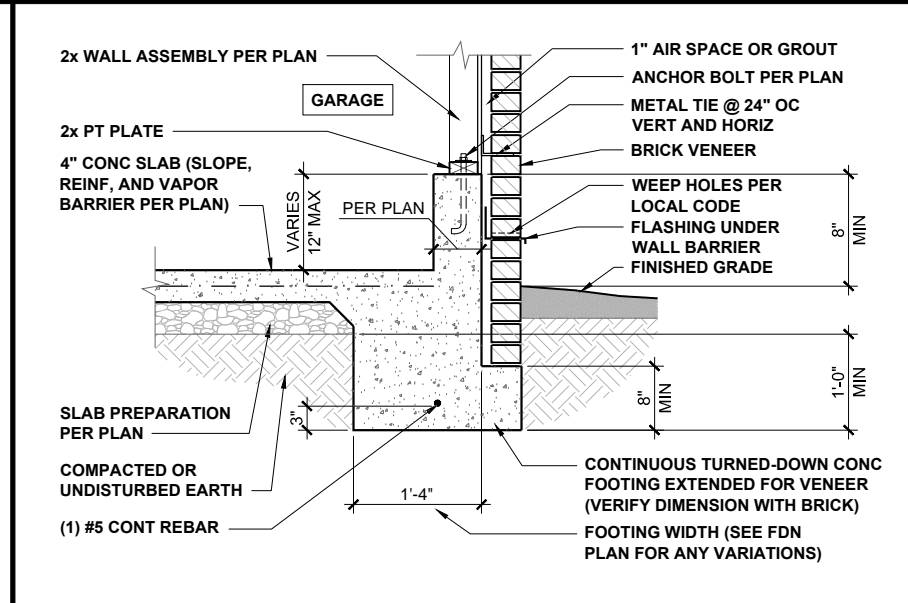 2x WALL ASSEMBLY PER PLAN
GARAGE
2x PT PLATE
4" CONC SLAB (SLOPE,
REINF, AND VAPOR
BARRIER PER PLAN)
VARIES
12" MAX
PER PLAN
1" AIR SPACE OR GROUT
ANCHOR BOLT PER PLAN
METAL TIE @ 24" OC
VERT AND HORIZ
BRICK VENEER
WEEP HOLES PER
LOCAL CODE
FLASHING UNDER
WALL BARRIER
FINISHED GRADE
8"
MIN
SLAB PREPARATION
PER PLAN
COMPACTED OR
UNDISTURBED EARTH
(1) #5 CONT REBAR
3"
1'-4"
8"
MIN
1'-0"
MIN
CONTINUOUS TURNED-DOWN CONC
FOOTING EXTENDED FOR VENEER
(VERIFY DIMENSION WITH BRICK)
FOOTING WIDTH (SEE FDN
PLAN FOR ANY VARIATIONS)